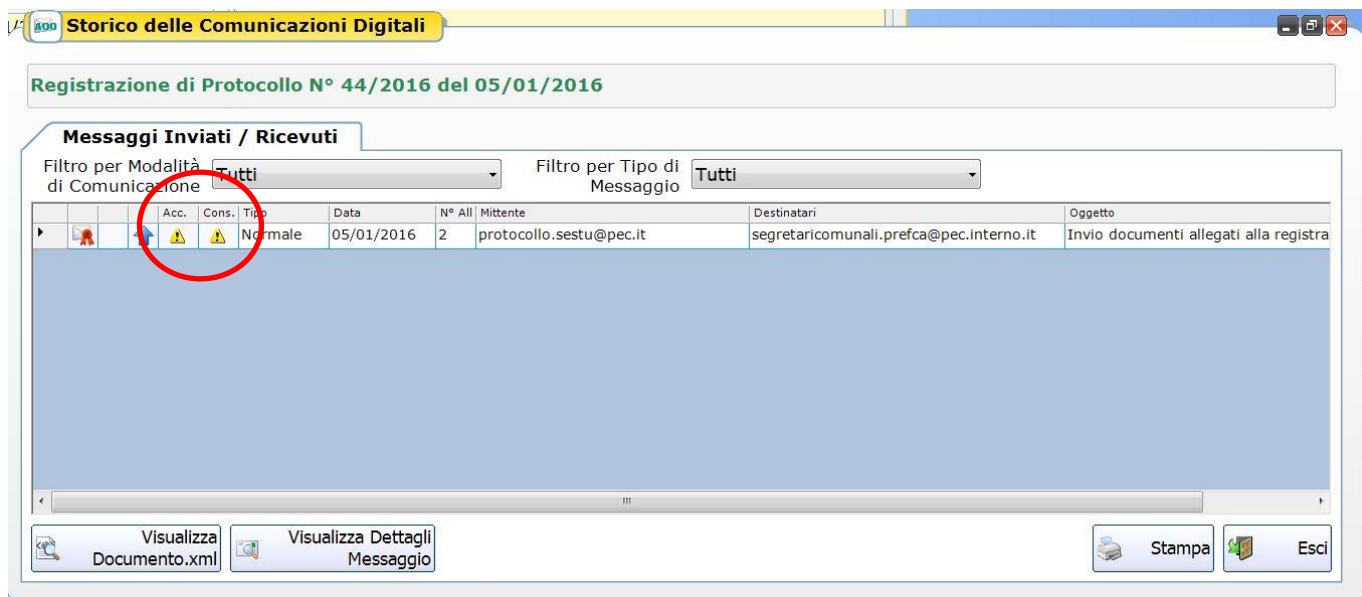 AOO Storico delle Comunicazioni Digitali
Registrazione di Protocollo N° 44/2016 del 05/01/2016
Messaggi Inviati / Ricevuti
Filtro per Modalità di Comunicazione Tutti Filtro per Tipo di Messaggio Tutti
Acc. Cons. Tipo Data N° All Mittente Destinatari Oggetto
Normale 05/01/2016 2 protocollo.sestu@pec.it segretaricomunali.prefca@pec.interno.it Invio documenti allegati alla registra
Visualizza Documento.xml Visualizza Dettagli Messaggio Stampa Esci